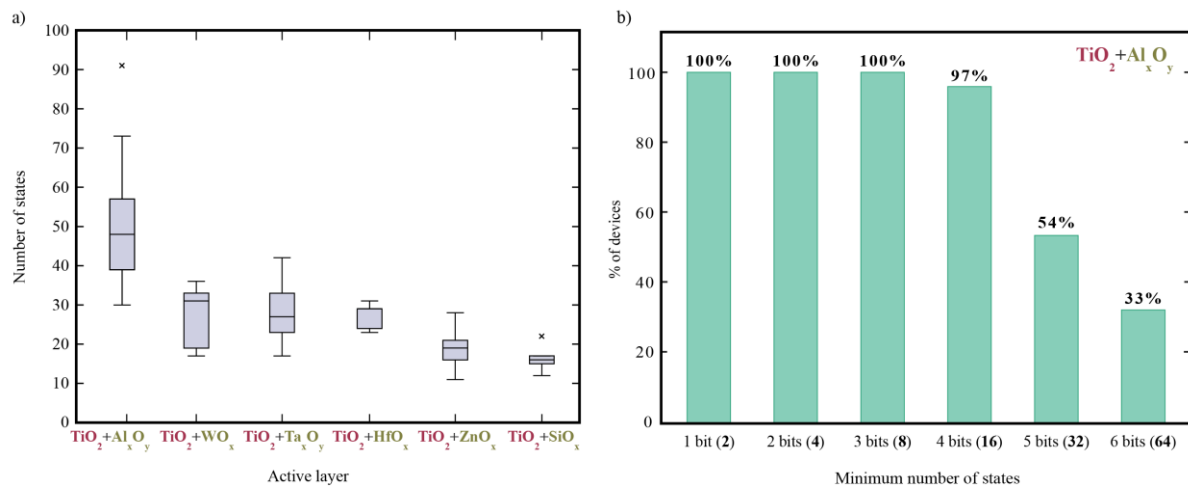 a)
100
90
80
70
60
50
40
30
20
10
0
Number of states
TiO2+AlxOy TiO2+WOx TiO2+TaxOy TiO2+HfOx TiO2+ZnOx TiO2+SiOx
Active layer
b)
TiO2+AlxOy
100% 100% 100% 97% 54% 33%
100
80
60
40
20
0
% of devices
1 bit (2) 2 bits (4) 3 bits (8) 4 bits (16) 5 bits (32) 6 bits (64)
Minimum number of states